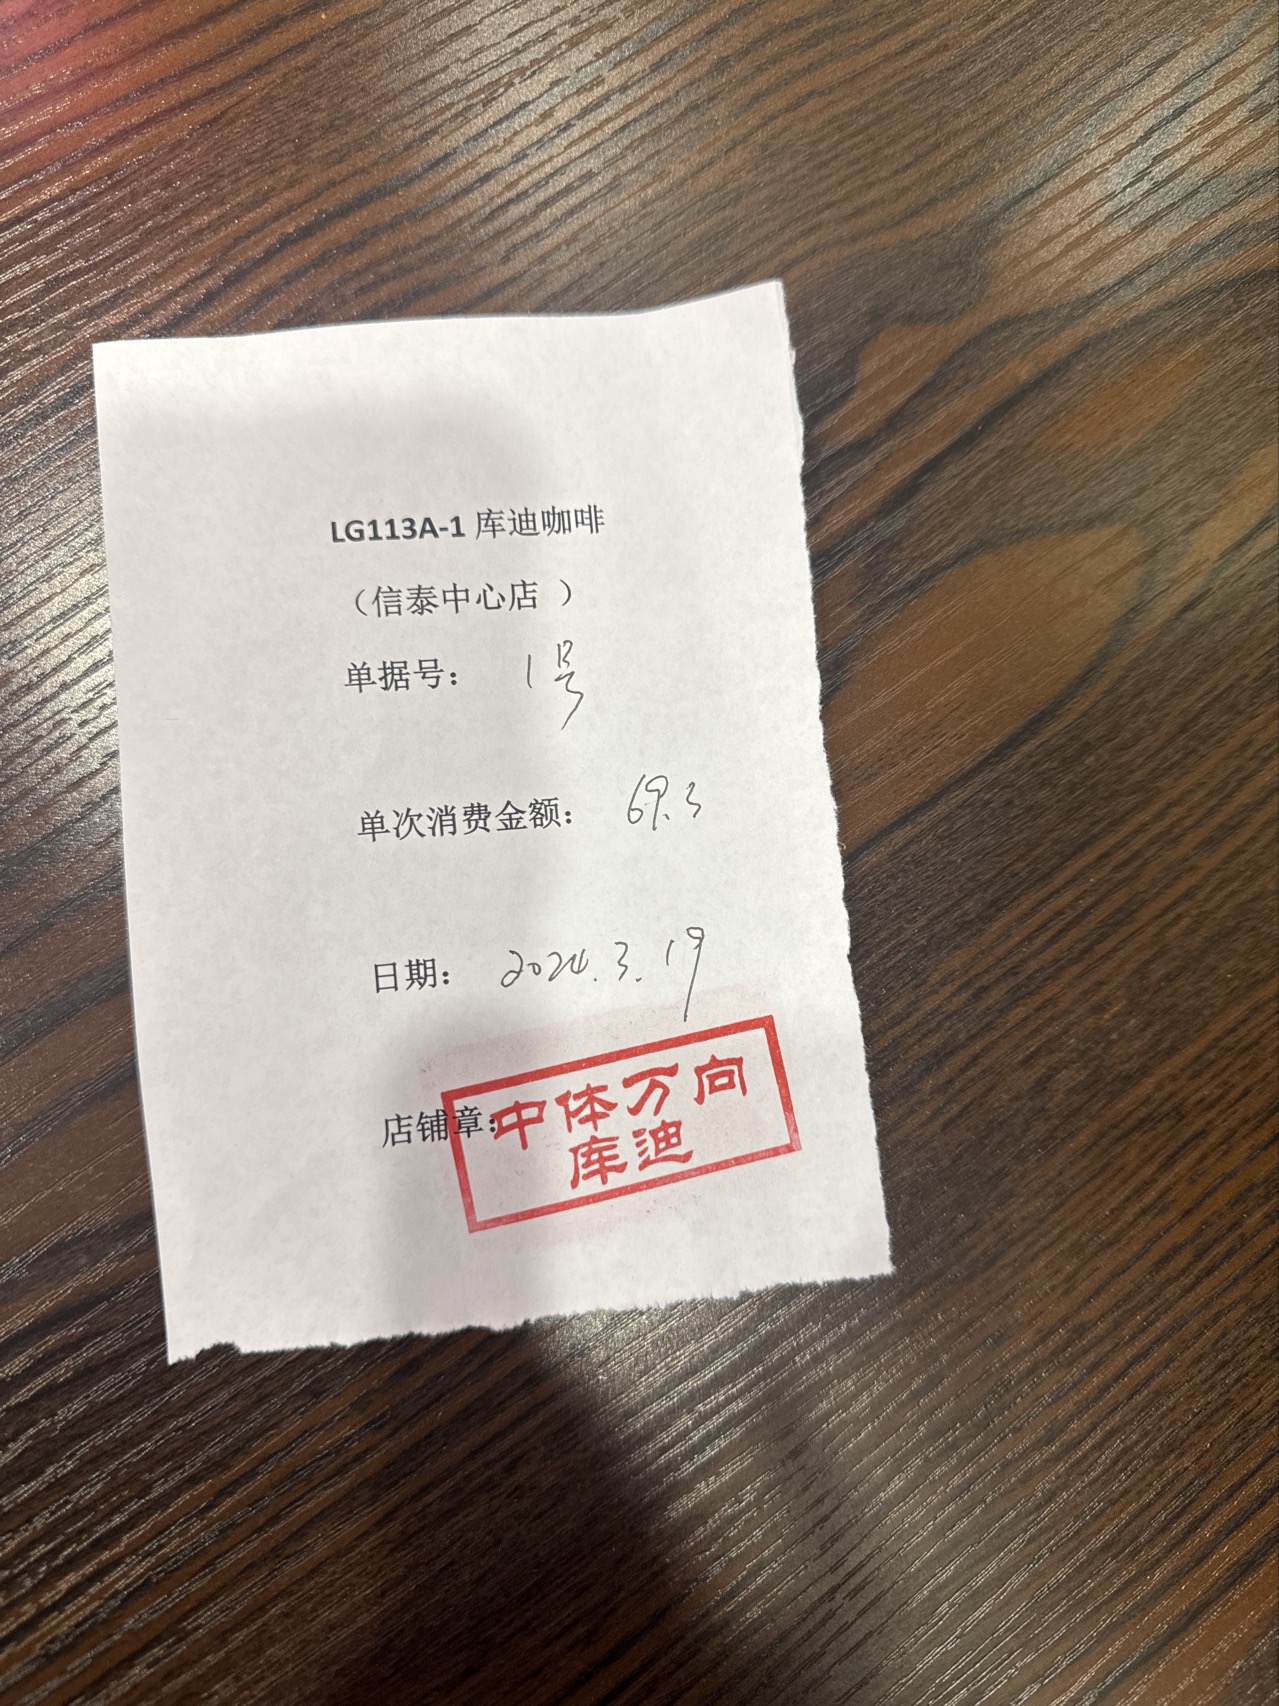 LG113A-1 库迪咖啡
（信泰中心店 ）
单据号： 1号
单次消费金额： 69.3
日期： 2024.3.19
店铺章：
中体万向
库迪